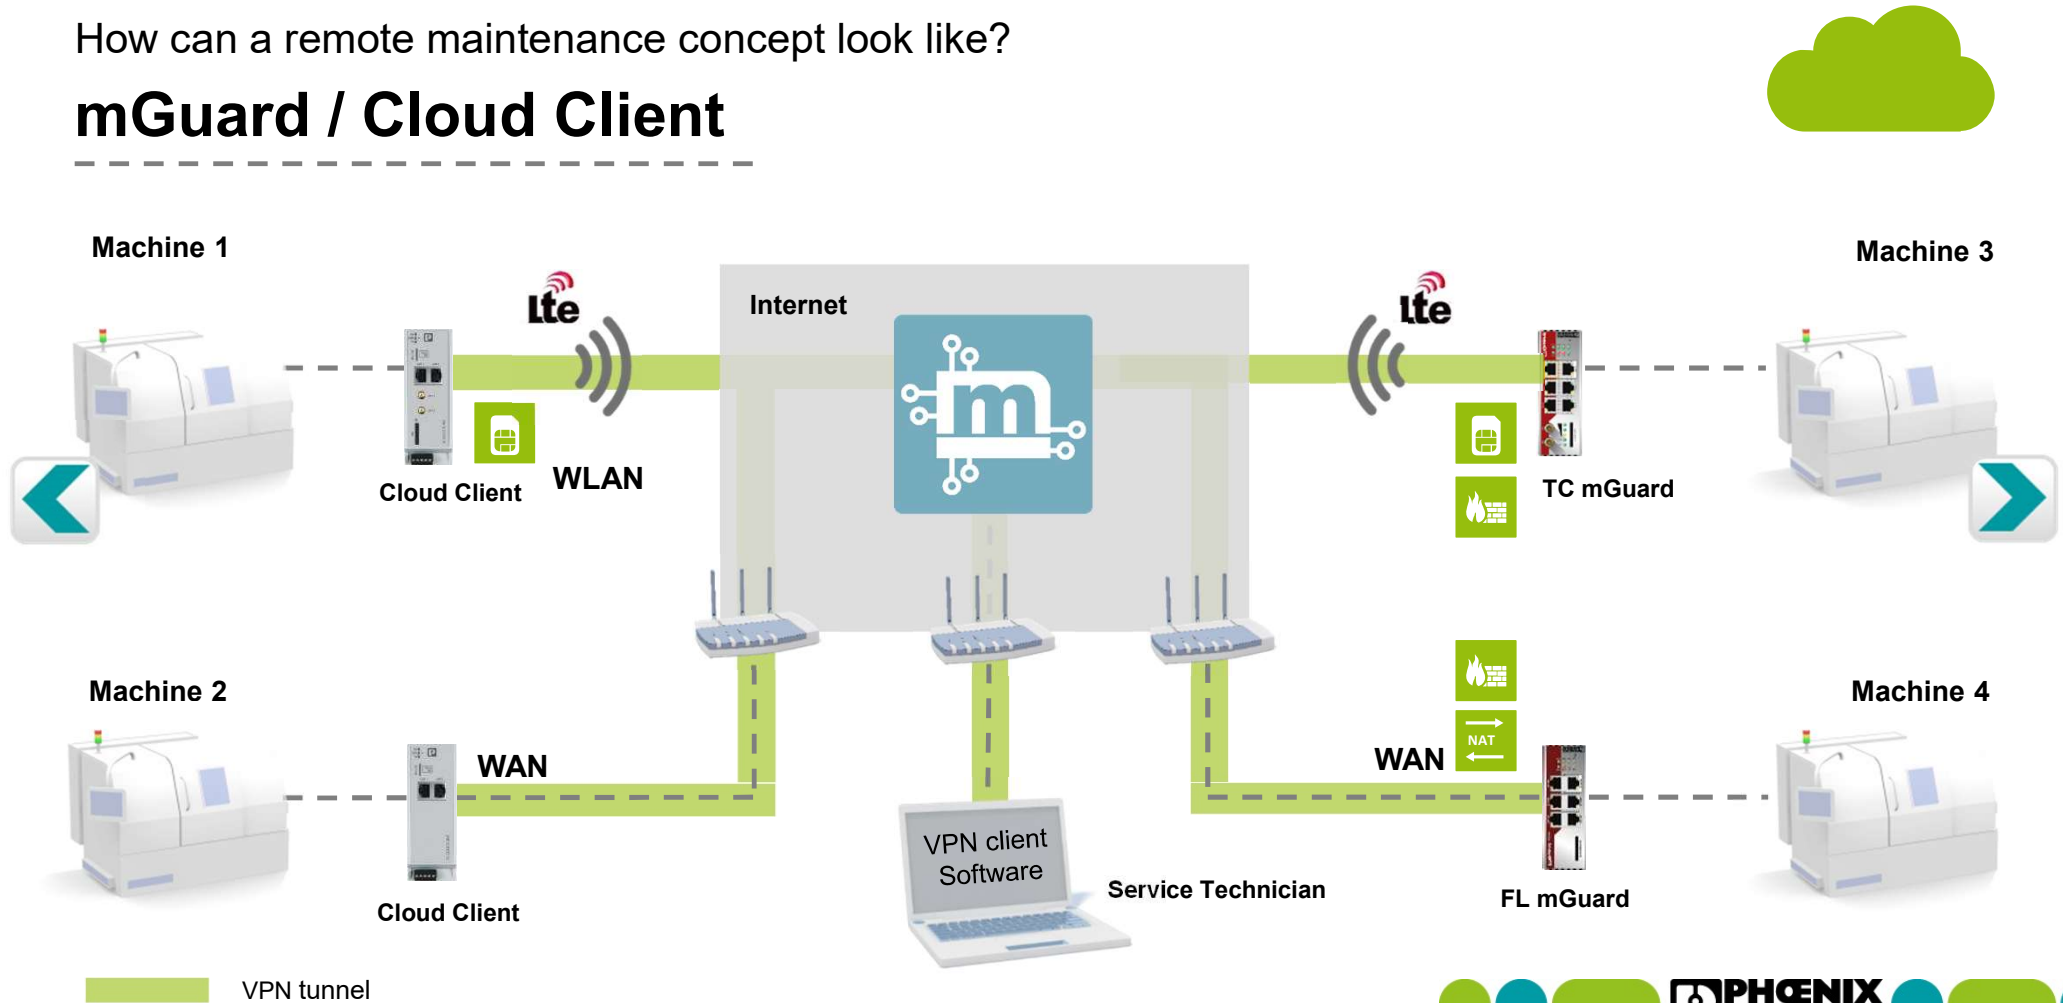 How can a remote maintenance concept look like?
mGuard / Cloud Client
Machine 1
Machine 3
Lte
Internet
Lte
m
Cloud Client
WLAN
TC mGuard
Machine 2
Machine 4
WAN
WAN
NAT
VPN client
Software
Service Technician
Cloud Client
FL mGuard
VPN tunnel
PHŒNIX